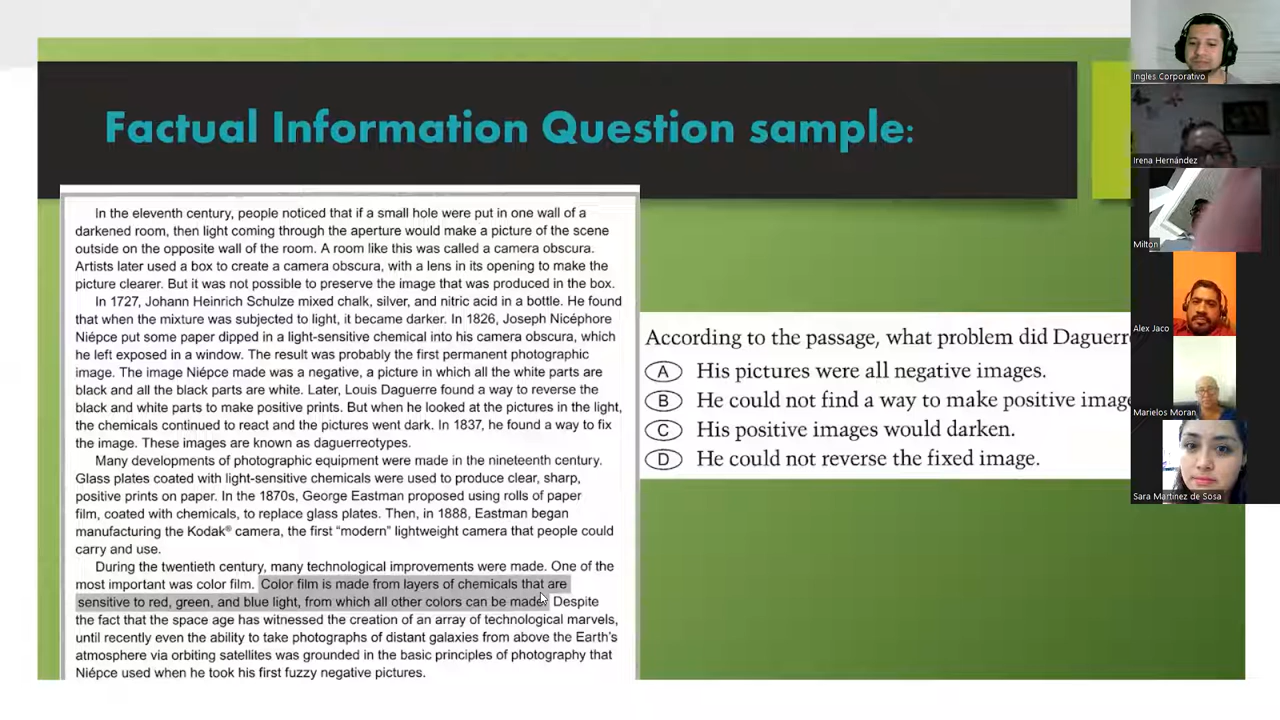 Factual Information Question sample:
In the eleventh century, people noticed that if a small hole were put in one wall of a
darkened room, then light coming through the aperture would make a picture of the scene
outside on the opposite wall of the room. A room like this was called a camera obscura.
Artists later used a box to create a camera obscura, with a lens in its opening to make the
picture clearer. But it was not possible to preserve the image that was produced in the box.
In 1727, Johann Heinrich Schulze mixed chalk, silver, and nitric acid in a bottle. He found
that when the mixture was subjected to light, it became darker. In 1826, Joseph Nicéphore
Niépce put some paper dipped in a light-sensitive chemical into his camera obscura, which
he left exposed in a window. The result was probably the first permanent photographic
image. The image Niépce made was a negative, a picture in which all the white parts are
black and all the black parts are white. Later, Louis Daguerre found a way to reverse the
black and white parts to make positive prints. But when he looked at the pictures in the light,
the chemicals continued to react and the pictures went dark. In 1837, he found a way to fix
the image. These images are known as daguerreotypes.
Many developments of photographic equipment were made in the nineteenth century.
Glass plates coated with light-sensitive chemicals were used to produce clear, sharp,
positive prints on paper. In the 1870s, George Eastman proposed using rolls of paper
film, coated with chemicals, to replace glass plates. Then, in 1888, Eastman began
manufacturing the Kodak® camera, the first "modern" lightweight camera that people could
carry and use.
During the twentieth century, many technological improvements were made. One of the
most important was color film. Color film is made from layers of chemicals that are
sensitive to red, green, and blue light, from which all other colors can be made. Despite
the fact that the space age has witnessed the creation of an array of technological marvels,
until recently even the ability to take photographs of distant galaxies from above the Earth's
atmosphere via orbiting satellites was grounded in the basic principles of photography that
Niépce used when he took his first fuzzy negative pictures.
According to the passage, what problem did Daguerr
A His pictures were all negative images.
B He could not find a way to make positive image
C His positive images would darken.
D He could not reverse the fixed image.
Ingles Corporativo
Irena Hernández
Milton
Alex Jaco
Marielos Moran
Sara Martinez de Sosa